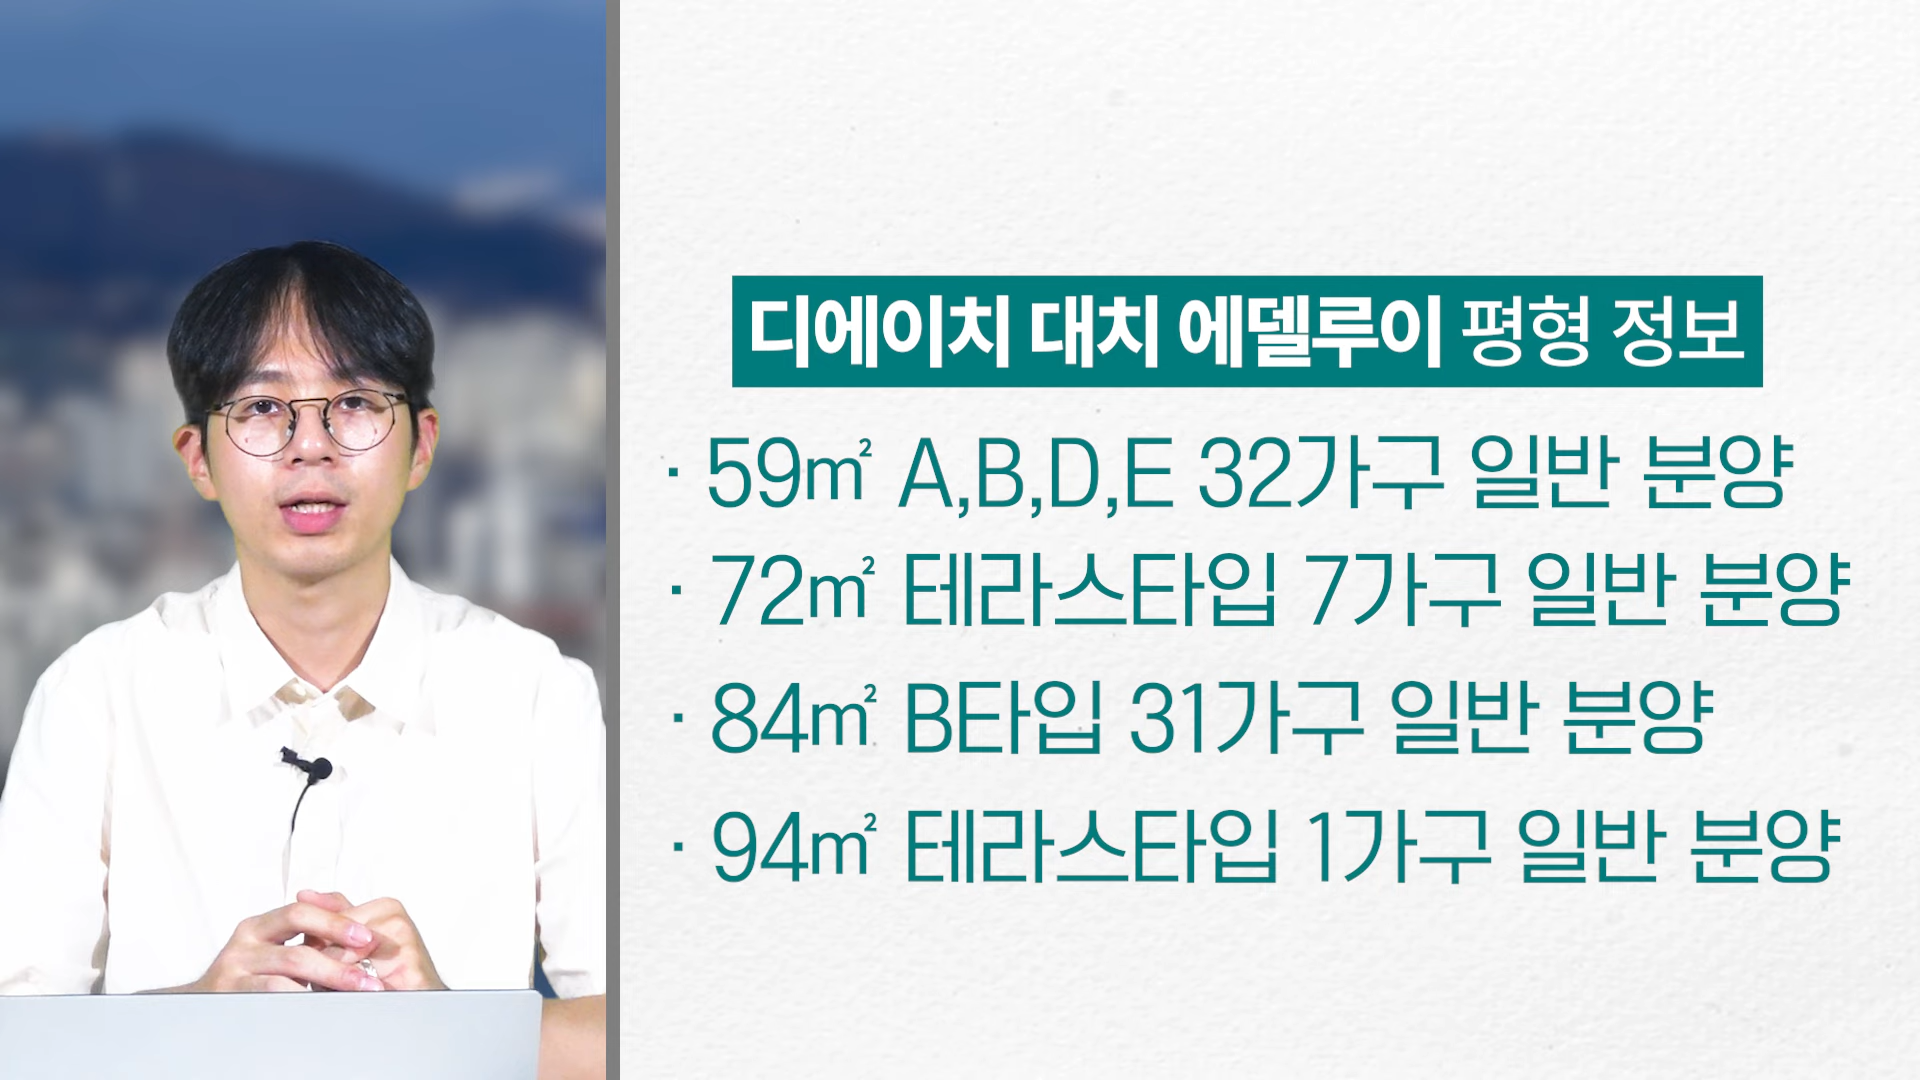 디에이치 대치 에델루이 평형 정보
· 59㎡ A,B,D,E 32가구 일반 분양
· 72㎡ 테라스타입 7가구 일반 분양
· 84㎡ B타입 31가구 일반 분양
· 94㎡ 테라스타입 1가구 일반 분양